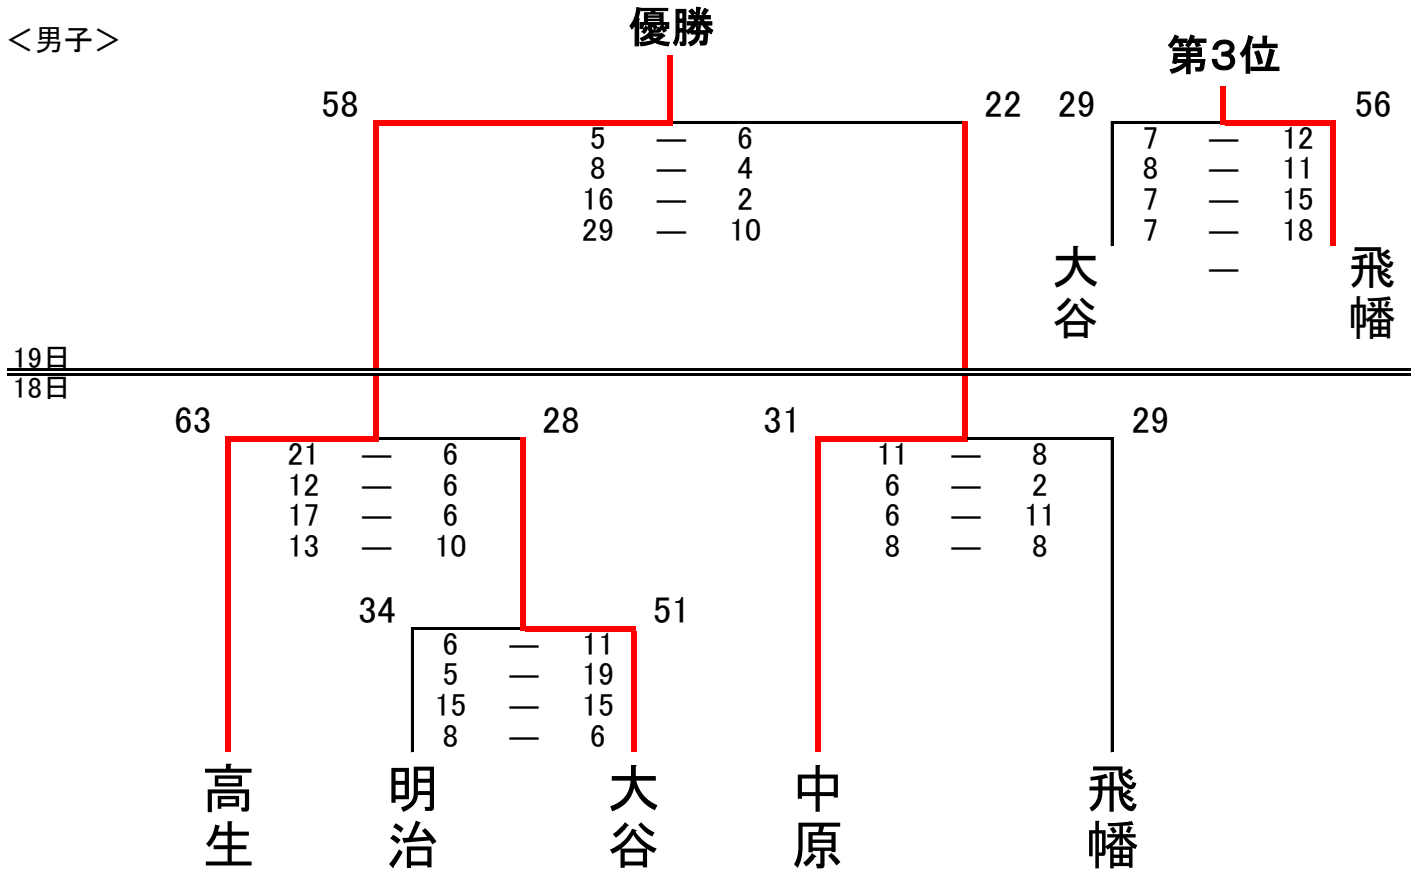 ＜男子＞
優勝
第３位
58
22
29
56
5 ― 6
8 ― 4
16 ― 2
29 ― 10
7 ― 12
8 ― 11
7 ― 15
7 ― 18
―
大谷
飛幡
19日
18日
63
28
31
29
21 ― 6
12 ― 6
17 ― 6
13 ― 10
11 ― 8
6 ― 2
6 ― 11
8 ― 8
34
51
6 ― 11
5 ― 19
15 ― 15
8 ― 6
高生
明治
大谷
中原
飛幡